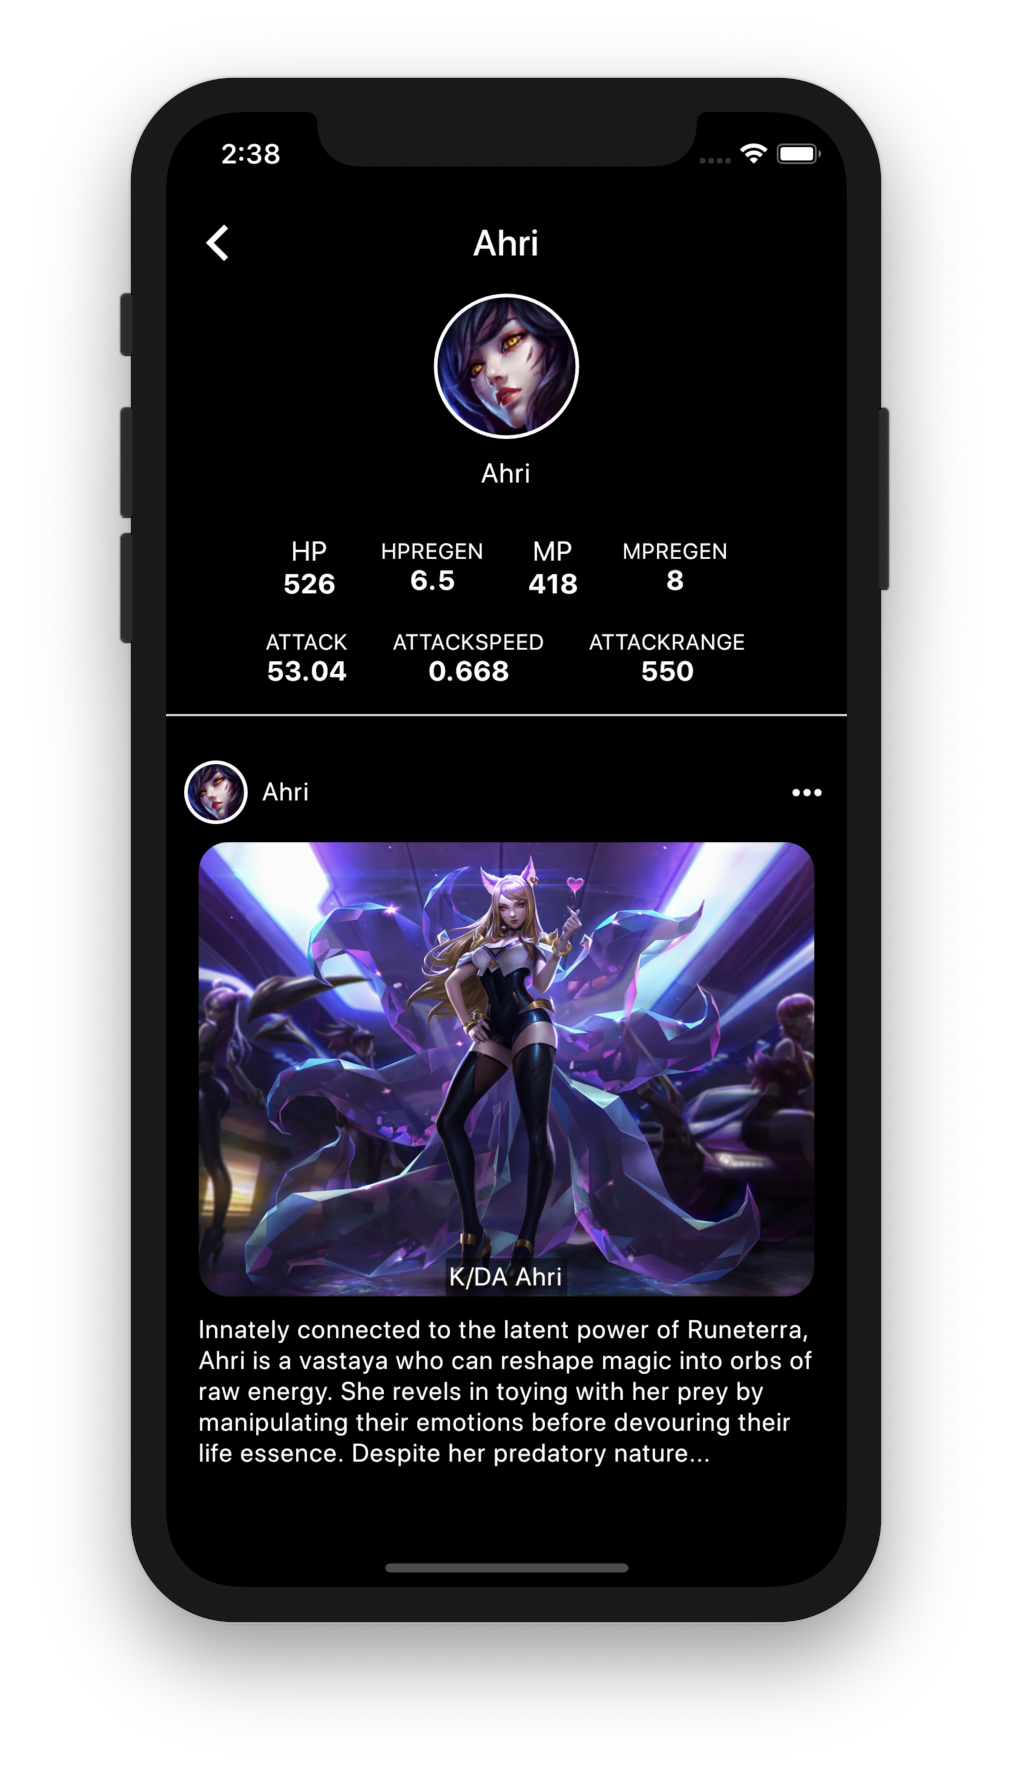 2:38
Ahri
Ahri
HP HPREGEN MP MPREGEN
526 6.5 418 8
ATTACK ATTACKSPEED ATTACKRANGE
53.04 0.668 550
Ahri
K/DA Ahri
Innately connected to the latent power of Runeterra,
Ahri is a vastaya who can reshape magic into orbs of
raw energy. She revels in toying with her prey by
manipulating their emotions before devouring their
life essence. Despite her predatory nature...